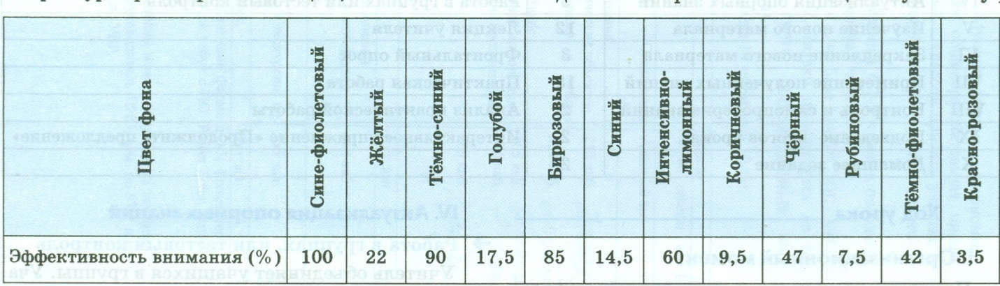 Цвет фона
Сине-фиолетовый
Жёлтый
Тёмно-синий
Голубой
Бирюзовый
Синий
Интенсивно-
лимонный
Коричневый
Чёрный
Рубиновый
Тёмно-фиолетовый
Красно-розовый
Эффективность внимания (%) 100 22 90 17,5 85 14,5 60 9,5 47 7,5 42 3,5